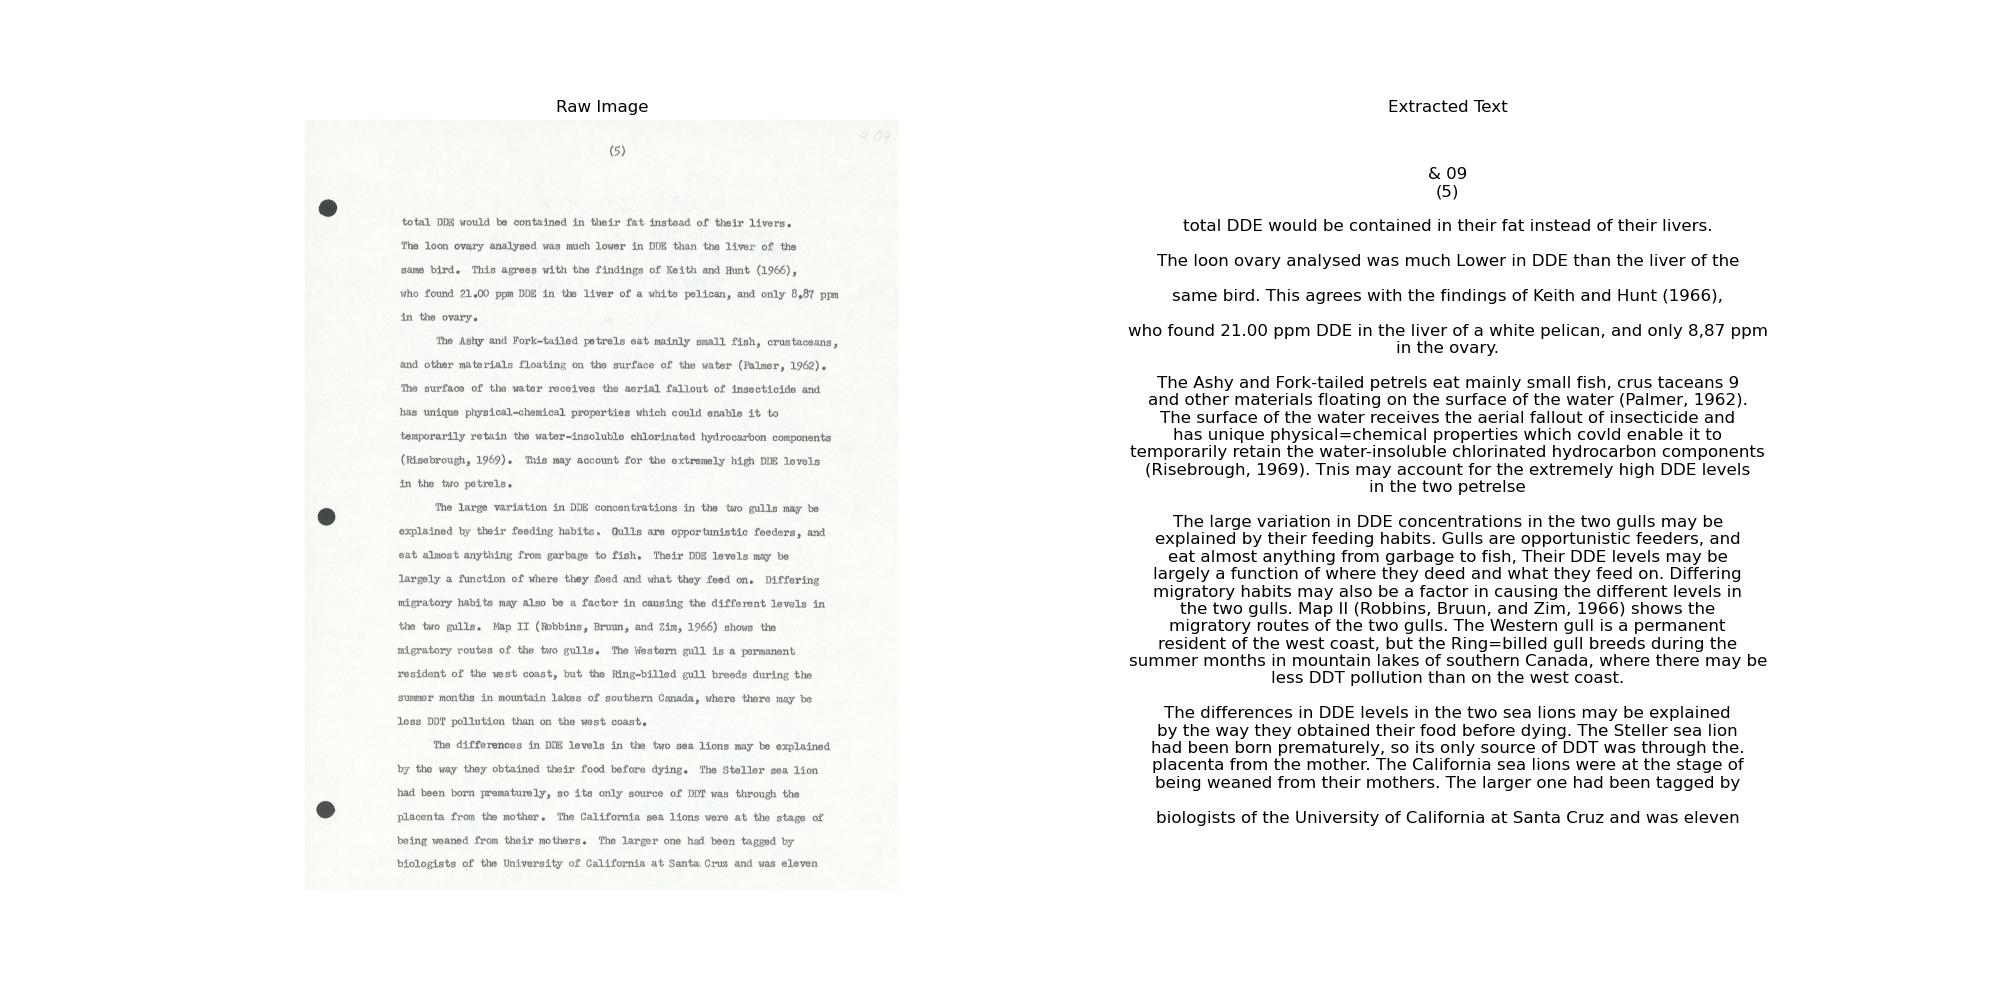 Raw Image
(5)
total DDE would be contained in their fat instead of their livers.
The loon ovary analysed was much lower in DDE than the liver of the
same bird. This agrees with the findings of Keith and Hunt (1966),
who found 21.00 ppm DDE in the liver of a white pelican, and only 8.87 ppm
in the ovary.
The Ashy and Fork-tailed petrels eat mainly small fish, crustaceans,
and other materials floating on the surface of the water (Palmer, 1962).
The surface of the water receives the aerial fallout of insecticide and
has unique physical-chemical properties which could enable it to
temporarily retain the water-insoluble chlorinated hydrocarbon components
(Risebrough, 1969). This may account for the extremely high DDE levels
in the two petrels.
The large variation in DDE concentrations in the two gulls may be
explained by their feeding habits. Gulls are opportunistic feeders, and
eat almost anything from garbage to fish. Their DDE levels may be
largely a function of where they feed and what they feed on. Differing
migratory habits may also be a factor in causing the different levels in
the two gulls. Map II (Robbins, Bruun, and Zim, 1966) shows the
migratory routes of the two gulls. The Western gull is a permanent
resident of the west coast, but the Ring-billed gull breeds during the
summer months in mountain lakes of southern Canada, where there may be
less DDT pollution than on the west coast.
The differences in DDE levels in the two sea lions may be explained
by the way they obtained their food before dying. The Steller sea lion
had been born prematurely, so its only source of DDT was through the
placenta from the mother. The California sea lions were at the stage of
being weaned from their mothers. The larger one had been tagged by
biologists of the University of California at Santa Cruz and was eleven
Extracted Text
& 09
(5)
total DDE would be contained in their fat instead of their livers.
The loon ovary analysed was much Lower in DDE than the liver of the
same bird. This agrees with the findings of Keith and Hunt (1966),
who found 21.00 ppm DDE in the liver of a white pelican, and only 8,87 ppm
in the ovary.
The Ashy and Fork-tailed petrels eat mainly small fish, crus taceans 9
and other materials floating on the surface of the water (Palmer, 1962).
The surface of the water receives the aerial fallout of insecticide and
has unique physical=chemical properties which covld enable it to
temporarily retain the water-insoluble chlorinated hydrocarbon components
(Risebrough, 1969). This may account for the extremely high DDE levels
in the two petrelse
The large variation in DDE concentrations in the two gulls may be
explained by their feeding habits. Gulls are opportunistic feeders, and
eat almost anything from garbage to fish, Their DDE levels may be
largely a function of where they deed and what they feed on. Differing
migratory habits may also be a factor in causing the different levels in
the two gulls. Map II (Robbins, Bruun, and Zim, 1966) shows the
migratory routes of the two gulls. The Western gull is a permanent
resident of the west coast, but the Ring=billed gull breeds during the
summer months in mountain lakes of southern Canada, where there may be
less DDT pollution than on the west coast.
The differences in DDE levels in the two sea lions may be explained
by the way they obtained their food before dying. The Steller sea lion
had been born prematurely, so its only source of DDT was through the.
placenta from the mother. The California sea lions were at the stage of
being weaned from their mothers. The larger one had been tagged by
biologists of the University of California at Santa Cruz and was eleven